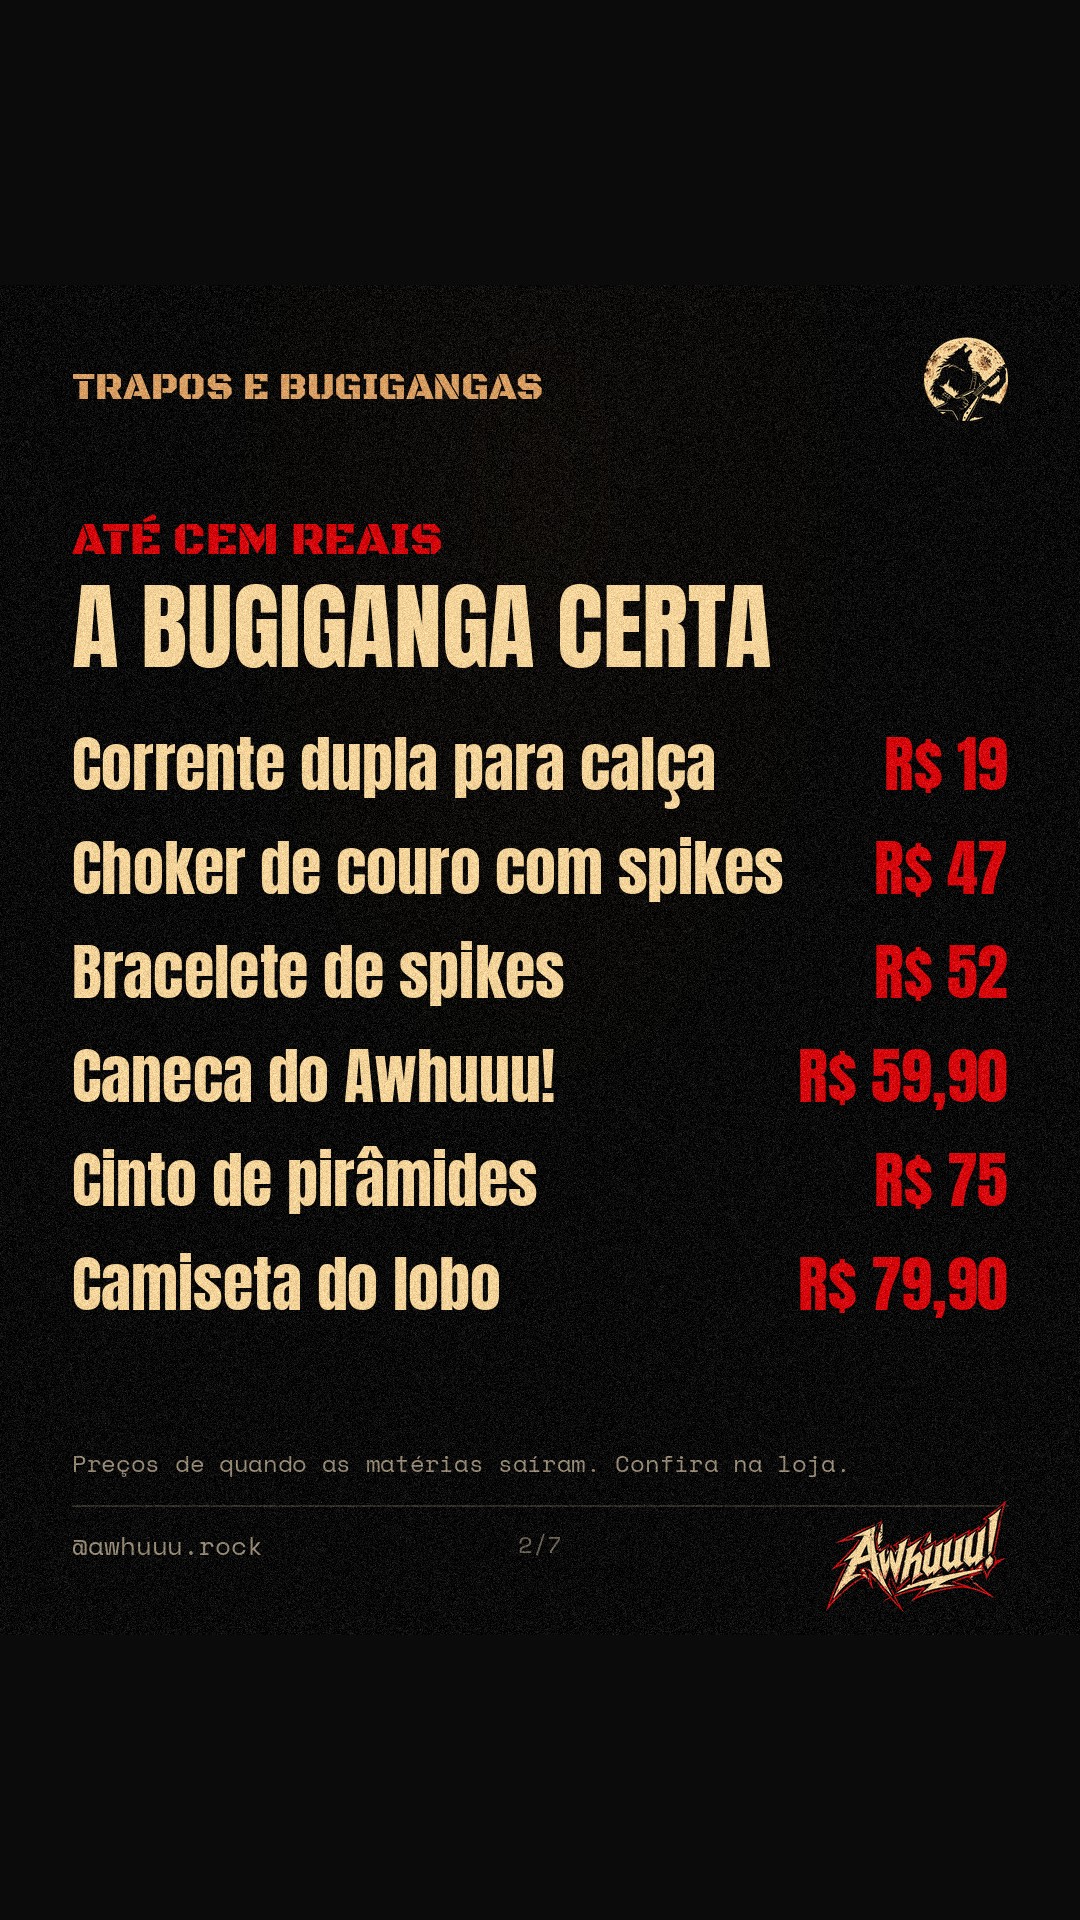 TRAPOS E BUGIGANGAS
ATÉ CEM REAIS
A BUGIGANGA CERTA
Corrente dupla para calça R$ 19
Choker de couro com spikes R$ 47
Bracelete de spikes R$ 52
Caneca do Awhuuu! R$ 59,90
Cinto de pirâmides R$ 75
Camiseta do lobo R$ 79,90
Preços de quando as matérias saíram. Confira na loja.
@awhuuu.rock 2/7 Awhuuu!